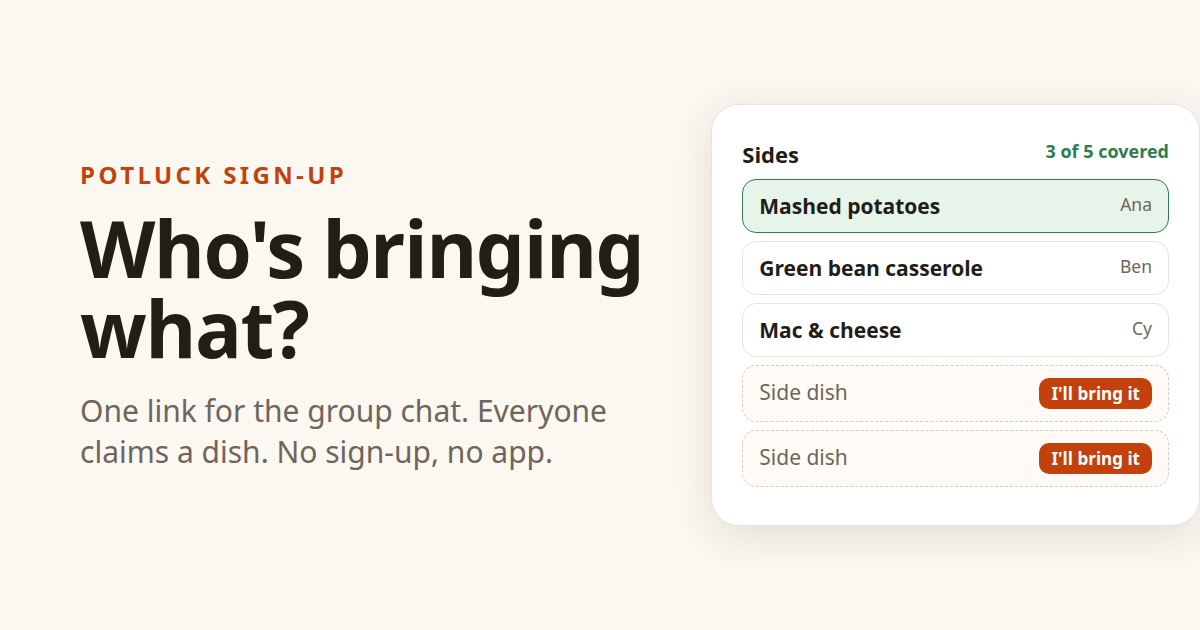 POTLUCK SIGN-UP
Who's bringing
what?
One link for the group chat. Everyone
claims a dish. No sign-up, no app.
Sides
3 of 5 covered
Mashed potatoes
Ana
Green bean casserole
Ben
Mac & cheese
Cy
Side dish
I'll bring it
Side dish
I'll bring it